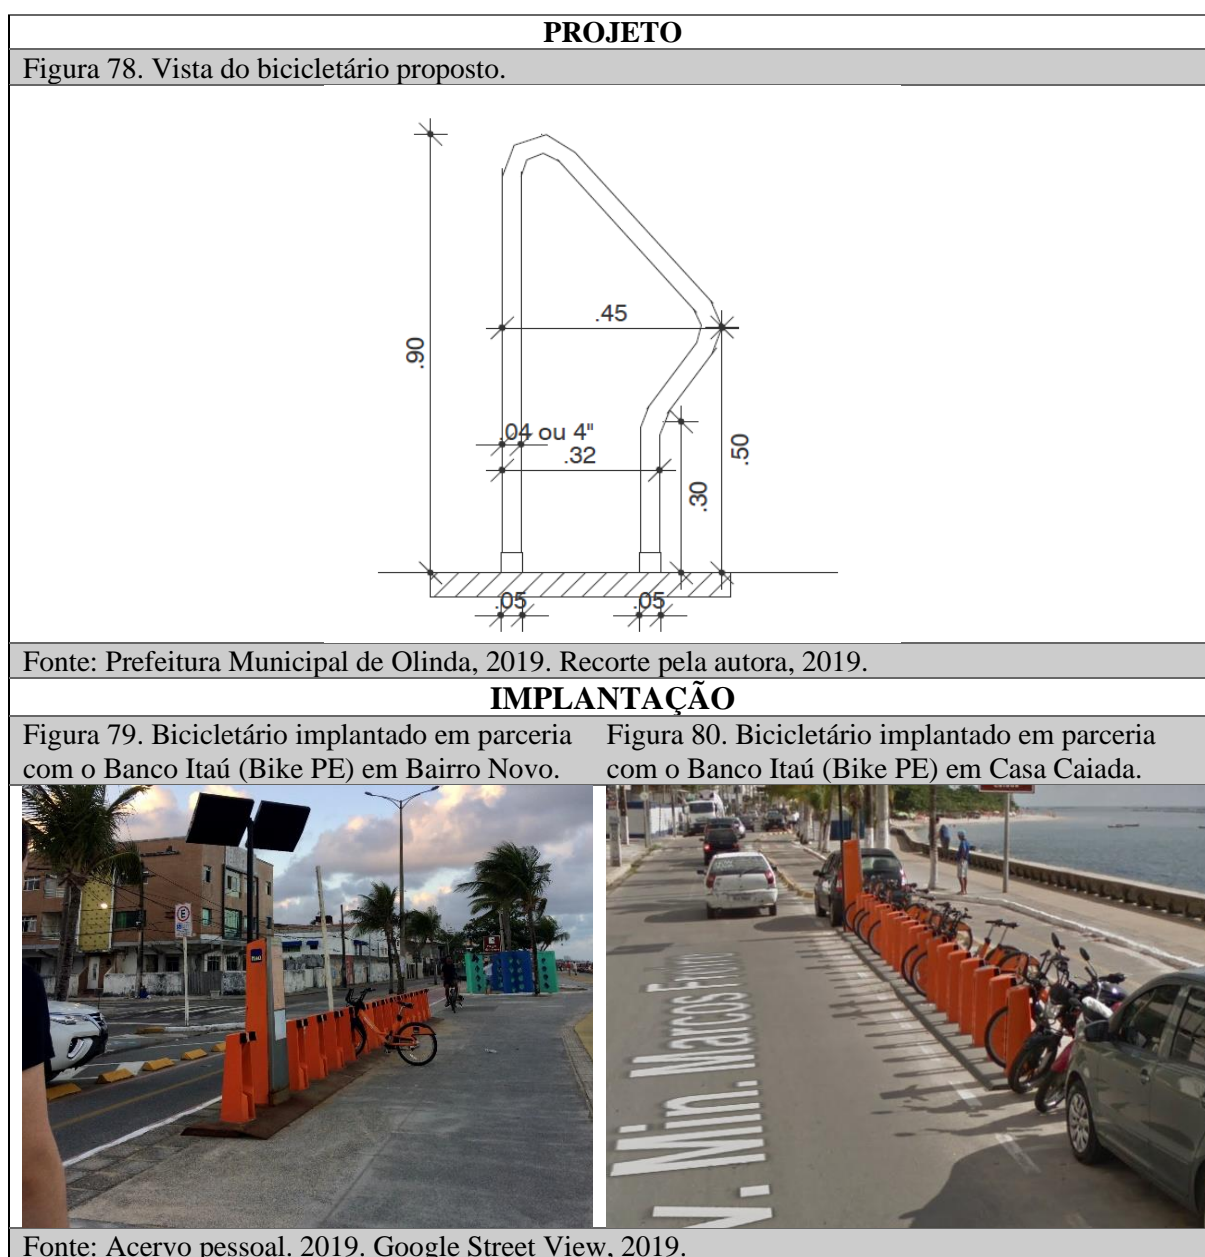 PROJETO
Figura 78. Vista do bicicletário proposto.
.90
.45
.04 ou 4"
.32
.50
.30
.05
.05
Fonte: Prefeitura Municipal de Olinda, 2019. Recorte pela autora, 2019.
IMPLANTAÇÃO
Figura 79. Bicicletário implantado em parceria
com o Banco Itaú (Bike PE) em Bairro Novo.
Figura 80. Bicicletário implantado em parceria
com o Banco Itaú (Bike PE) em Casa Caiada.
E
v. Min. Marcos Freire
Fonte: Acervo pessoal. 2019. Google Street View, 2019.